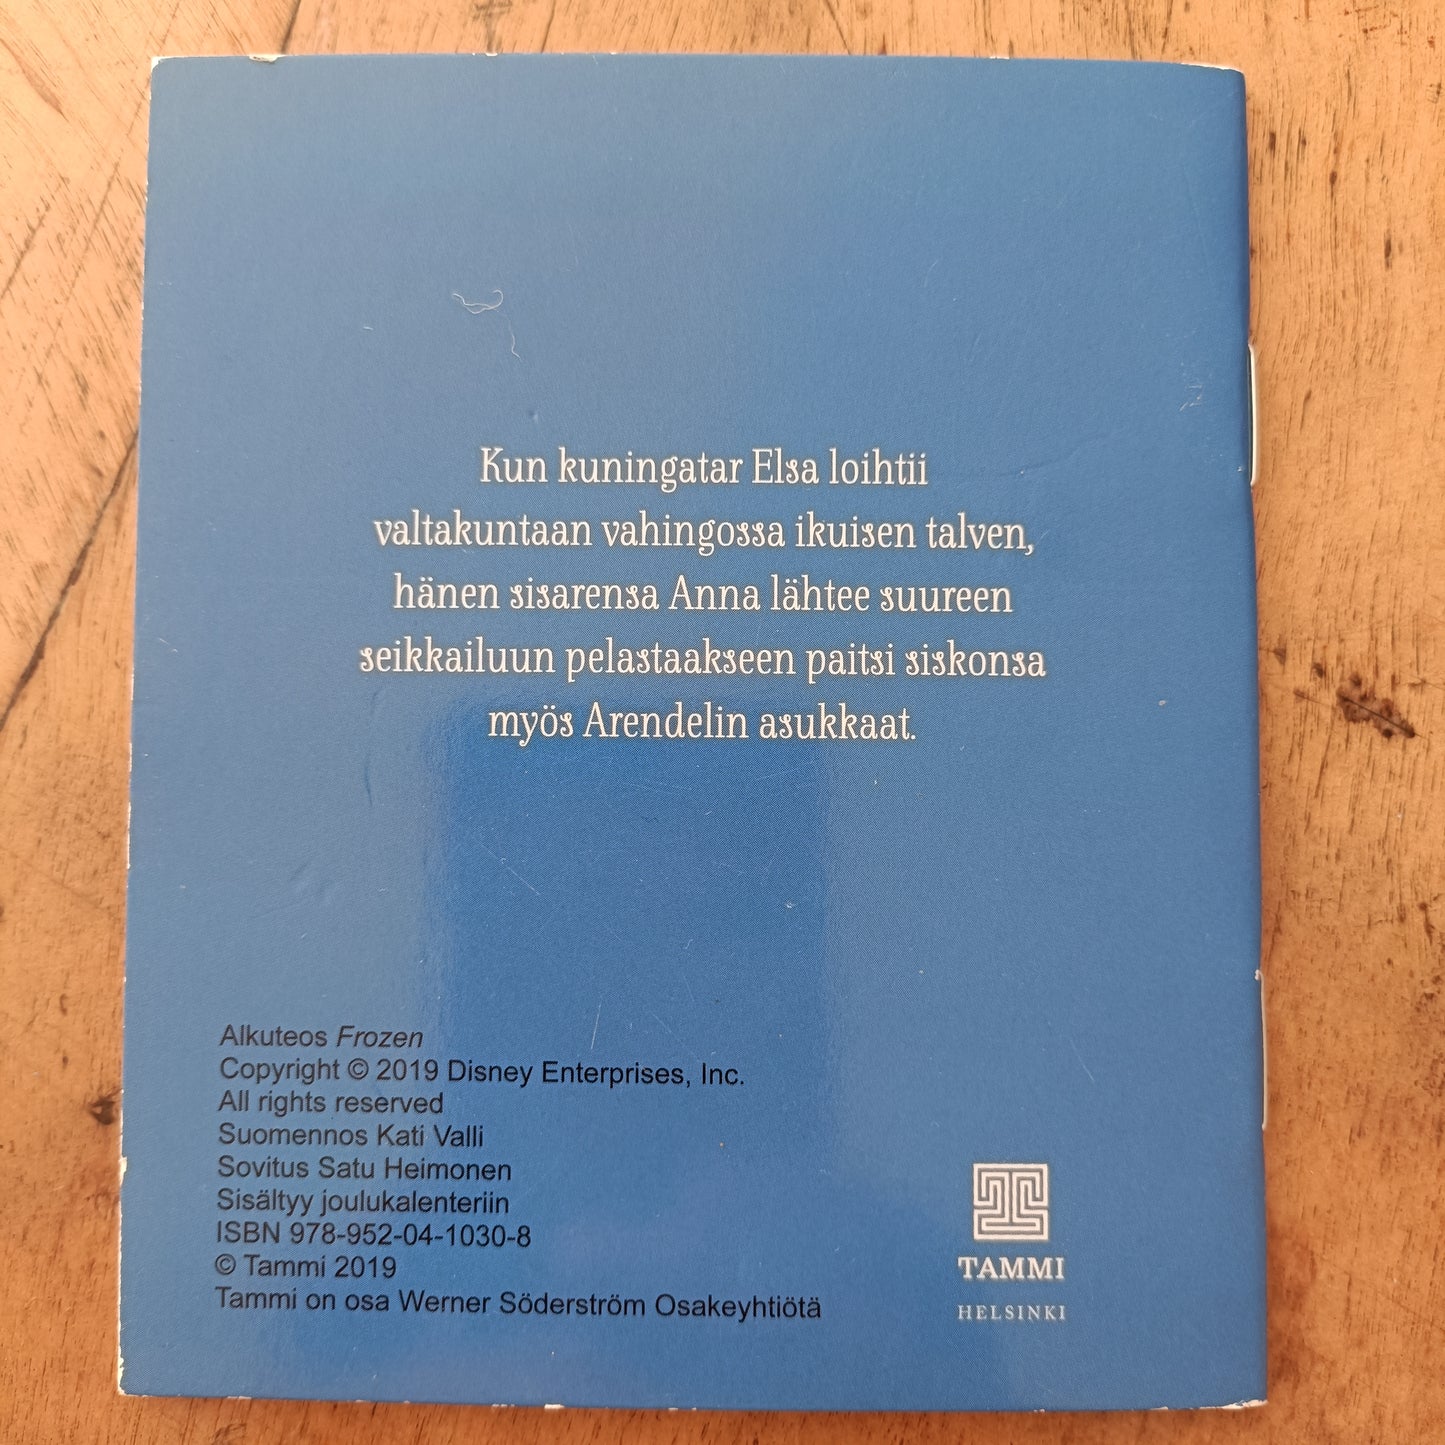 Kun kuningatar Elsa loihtii
valtakuntaan vahingossa ikuisen talven,
hänen sisarensa Anna lähtee suureen
seikkailuun pelastaakseen paitsi siskonsa
myös Arendelin asukkaat.
Alkuteos Frozen
Copyright © 2019 Disney Enterprises, Inc.
All rights reserved
Suomennos Kati Valli
Sovitus Satu Heimonen
Sisältyy joulukalenteriin
ISBN 978-952-04-1030-8
© Tammi 2019
Tammi on osa Werner Söderström Osakeyhtiötä
TAMMI
HELSINKI